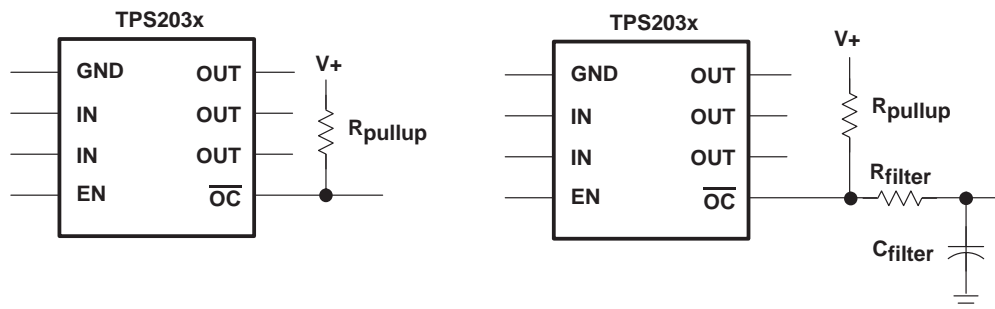 TPS203x
GND OUT
IN OUT
IN OUT
EN OC
V+
Rpullup
TPS203x
GND OUT
IN OUT
IN OUT
EN OC
V+
Rpullup
Rfilter
Cfilter